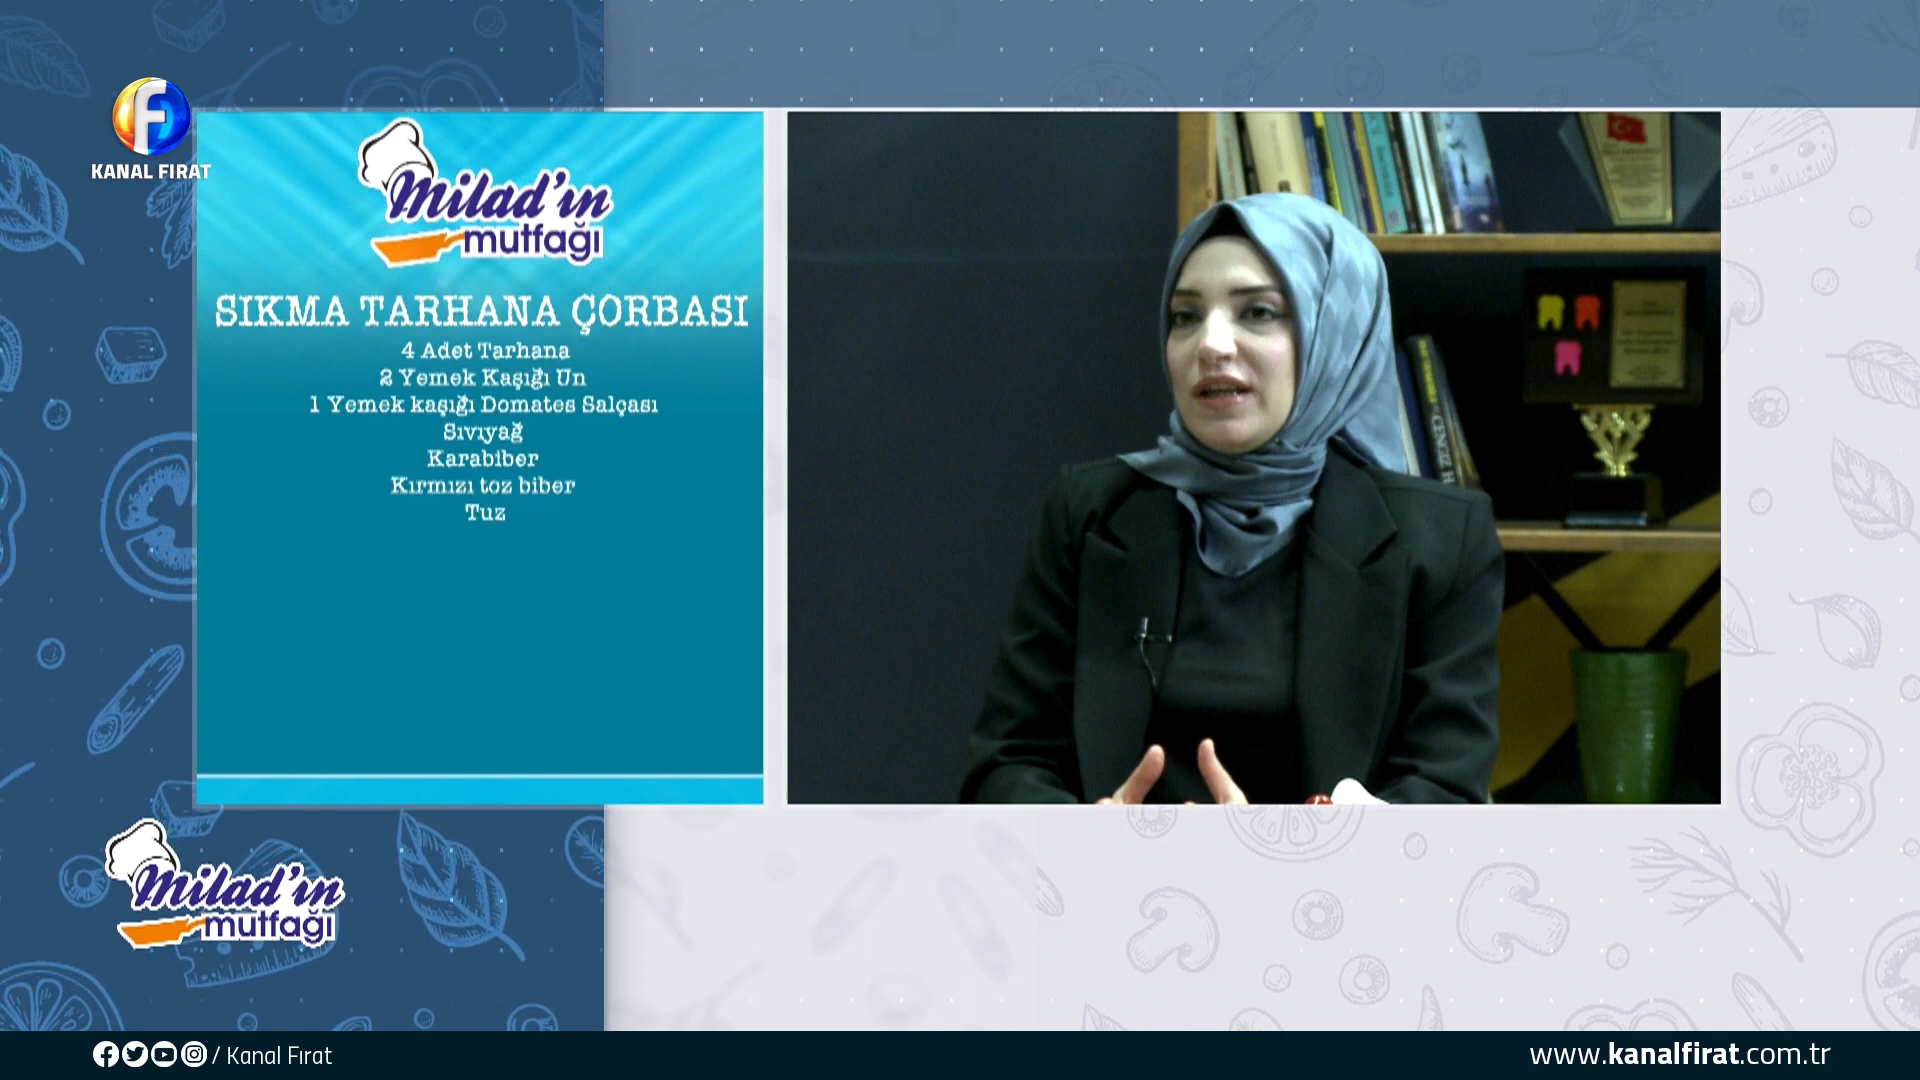 KANAL FIRAT
Milad'ın
mutfağı
SIKMA TARHANA ÇORBASI
4 Adet Tarhana
2 Yemek Kaşığı Un
1 Yemek kaşığı Domates Salçası
Sıvıyağ
Karabiber
Kırmızı toz biber
Tuz
CENGİZ H
Milad'ın
mutfağı
/ Kanal Fırat
www.kanalfirat.com.tr